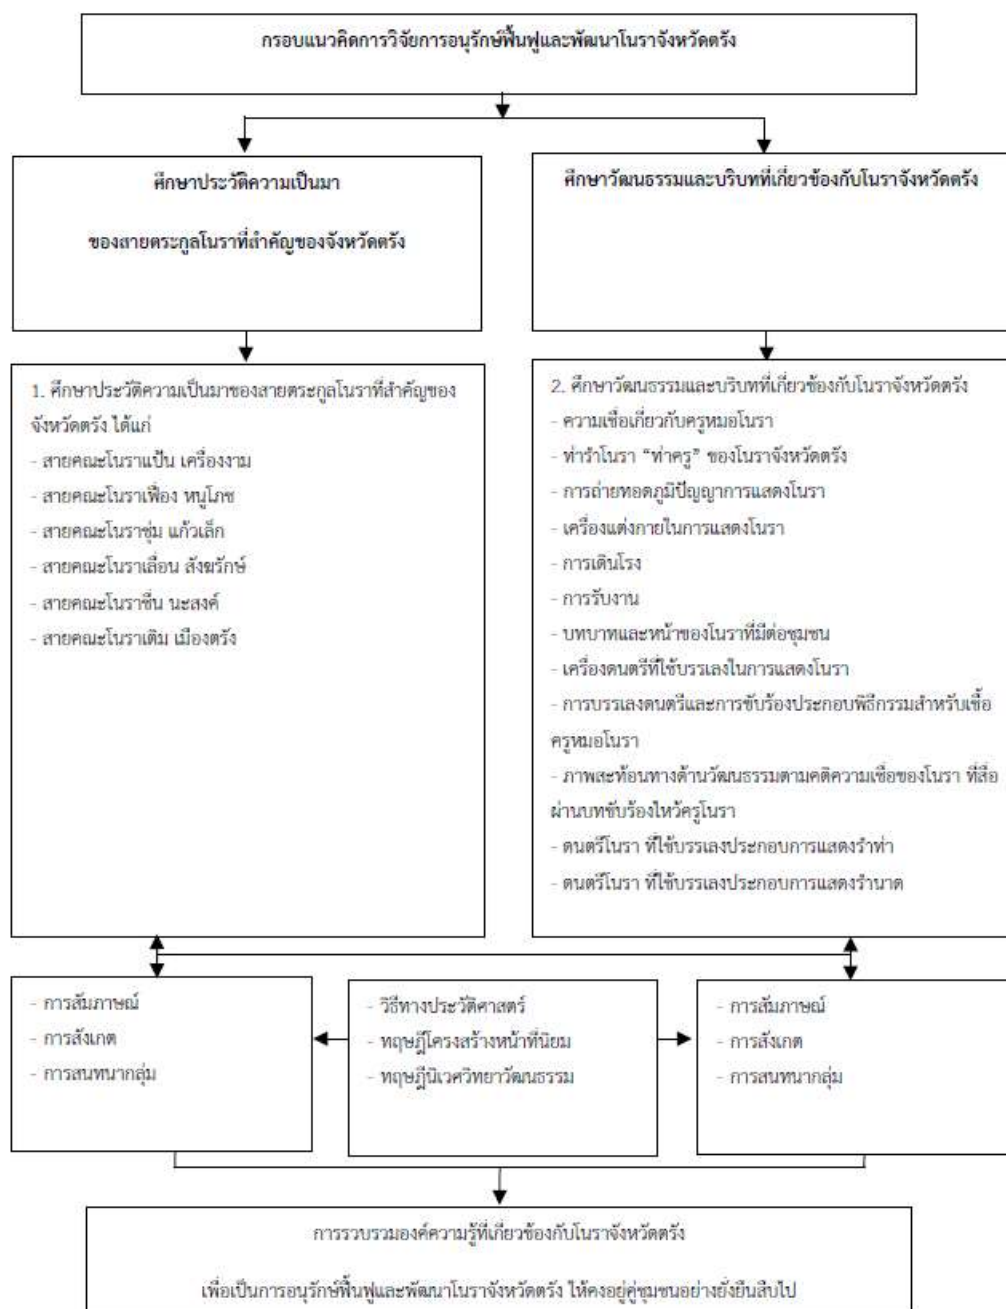 กรอบแนวคิดการวิจัยการอนุรักษ์ฟื้นฟูและพัฒนาโนราจังหวัดตรัง
ศึกษาประวัติความเป็นมา
ของสายตระกูลโนราที่สำคัญของจังหวัดตรัง
ศึกษาวัฒนธรรมและบริบทที่เกี่ยวข้องกับโนราจังหวัดตรัง
1. ศึกษาประวัติความเป็นมาของสายตระกูลโนราที่สำคัญของ
จังหวัดตรัง ได้แก่
- สายคณะโนราแป้น เครื่องงาม
- สายคณะโนราเฟื่อง หนูโภช
- สายคณะโนราชุ่ม แก้วเล็ก
- สายคณะโนราเลื่อน สังฆรักษ์
- สายคณะโนราชื่น นะสงค์
- สายคณะโนราเติม เมืองตรัง
2. ศึกษาวัฒนธรรมและบริบทที่เกี่ยวข้องกับโนราจังหวัดตรัง
- ความเชื่อเกี่ยวกับครูหมอโนรา
- ท่ารำโนรา “ท่าครู” ของโนราจังหวัดตรัง
- การถ่ายทอดภูมิปัญญาการแสดงโนรา
- เครื่องแต่งกายในการแสดงโนรา
- การเดินโรง
- การรับงาน
- บทบาทและหน้าของโนราที่มีต่อชุมชน
- เครื่องดนตรีที่ใช้บรรเลงในการแสดงโนรา
- การบรรเลงดนตรีและการขับร้องประกอบพิธีกรรมสำหรับเชื้อ
ครูหมอโนรา
- ภาพสะท้อนทางด้านวัฒนธรรมตามคติความเชื่อของโนรา ที่สื่อ
ผ่านบทขับร้องไหว้ครูโนรา
- ดนตรีโนรา ที่ใช้บรรเลงประกอบการแสดงรำท่า
- ดนตรีโนรา ที่ใช้บรรเลงประกอบการแสดงรำนาด
- การสัมภาษณ์
- การสังเกต
- การสนทนากลุ่ม
- วิธีทางประวัติศาสตร์
- ทฤษฎีโครงสร้างหน้าที่นิยม
- ทฤษฎีนิเวศวิทยาวัฒนธรรม
- การสัมภาษณ์
- การสังเกต
- การสนทนากลุ่ม
การรวบรวมองค์ความรู้ที่เกี่ยวข้องกับโนราจังหวัดตรัง
เพื่อเป็นการอนุรักษ์ฟื้นฟูและพัฒนาโนราจังหวัดตรัง ให้คงอยู่คู่ชุมชนอย่างยั่งยืนสืบไป